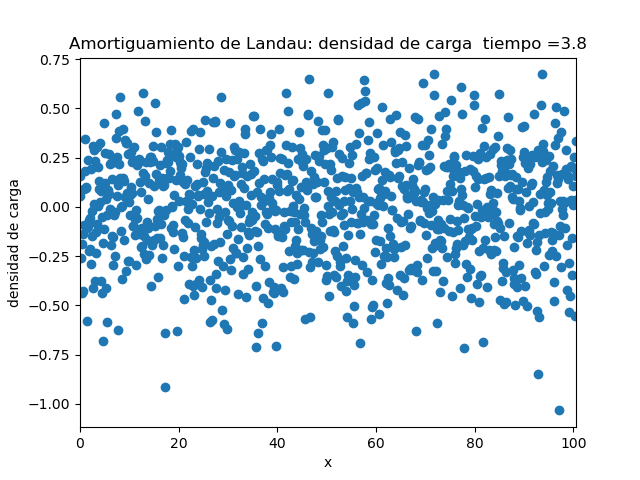 Amortiguamiento de Landau: densidad de carga  tiempo =3.8
0.75
0.50
0.25
0.00
−0.25
−0.50
−0.75
−1.00
densidad de carga
0 20 40 60 80 100
x